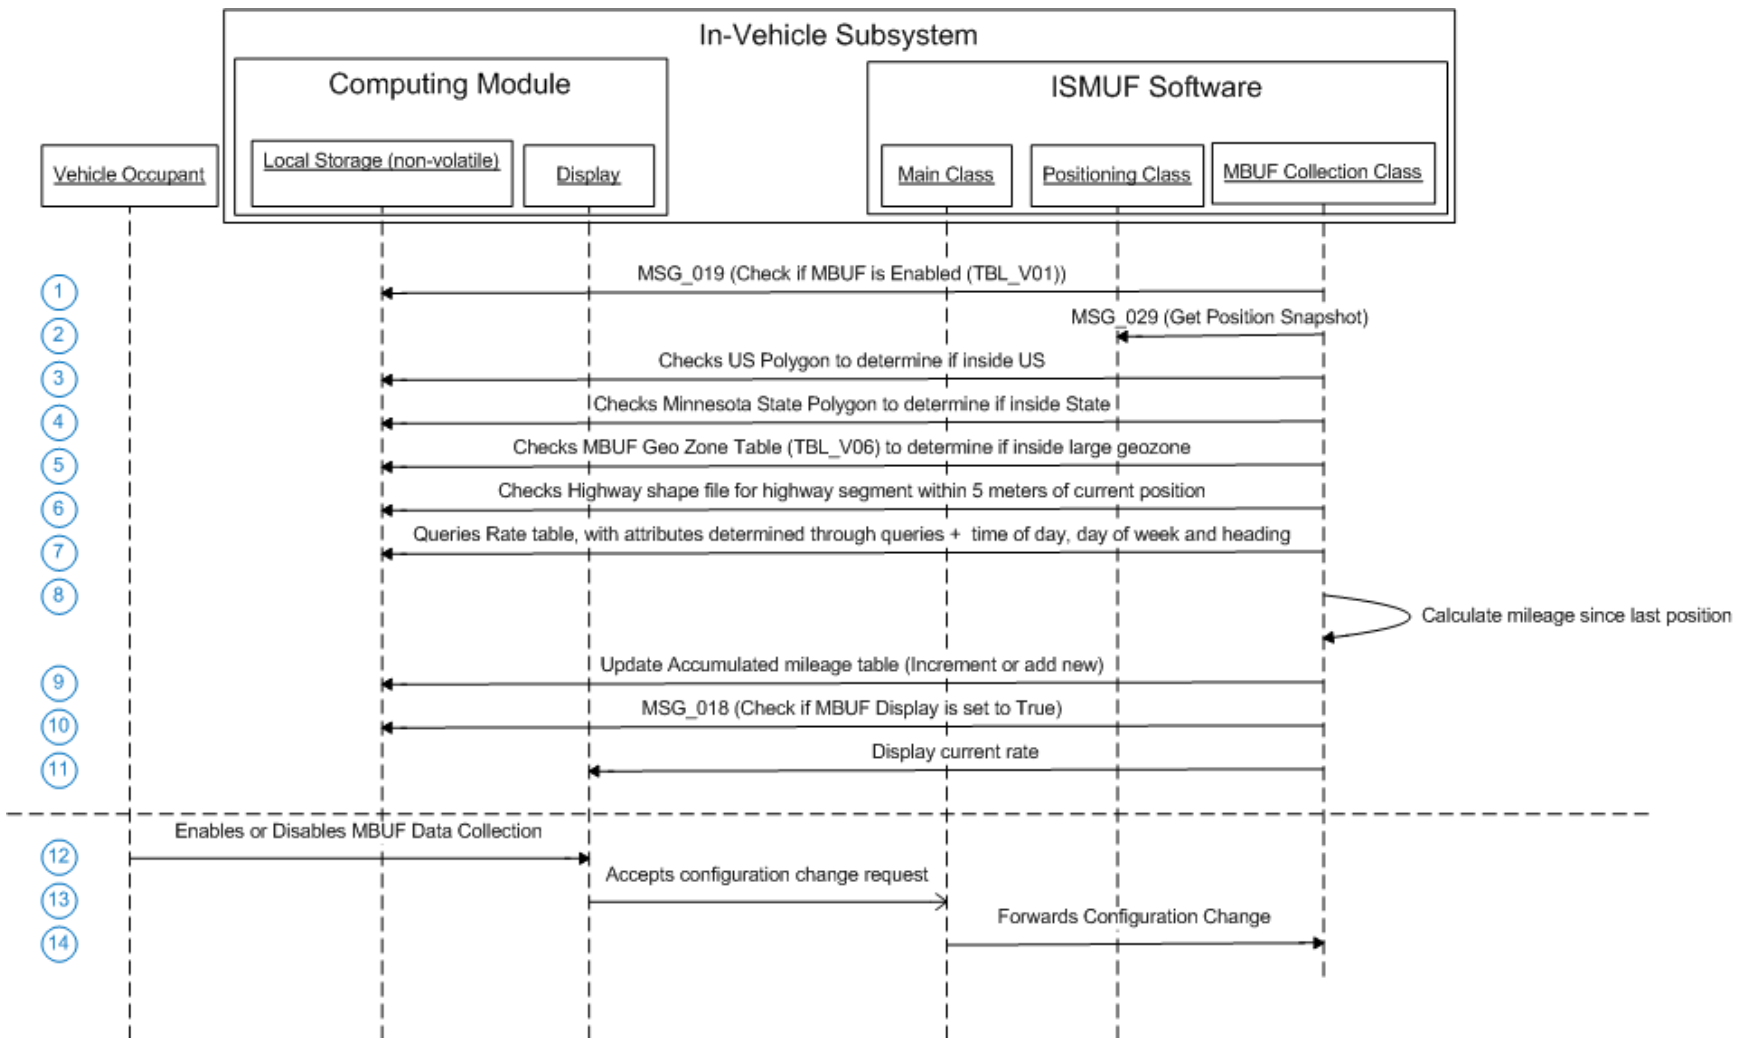 In-Vehicle Subsystem
Computing Module
ISMUF Software
Vehicle Occupant
Local Storage (non-volatile)
Display
Main Class
Positioning Class
MBUF Collection Class
1
MSG_019 (Check if MBUF is Enabled (TBL_V01))
2
MSG_029 (Get Position Snapshot)
3
Checks US Polygon to determine if inside US
4
Checks Minnesota State Polygon to determine if inside State
5
Checks MBUF Geo Zone Table (TBL_V06) to determine if inside large geozone
6
Checks Highway shape file for highway segment within 5 meters of current position
7
Queries Rate table, with attributes determined through queries + time of day, day of week and heading
8
Calculate mileage since last position
9
Update Accumulated mileage table (Increment or add new)
10
MSG_018 (Check if MBUF Display is set to True)
11
Display current rate
12
Enables or Disables MBUF Data Collection
13
Accepts configuration change request
14
Forwards Configuration Change